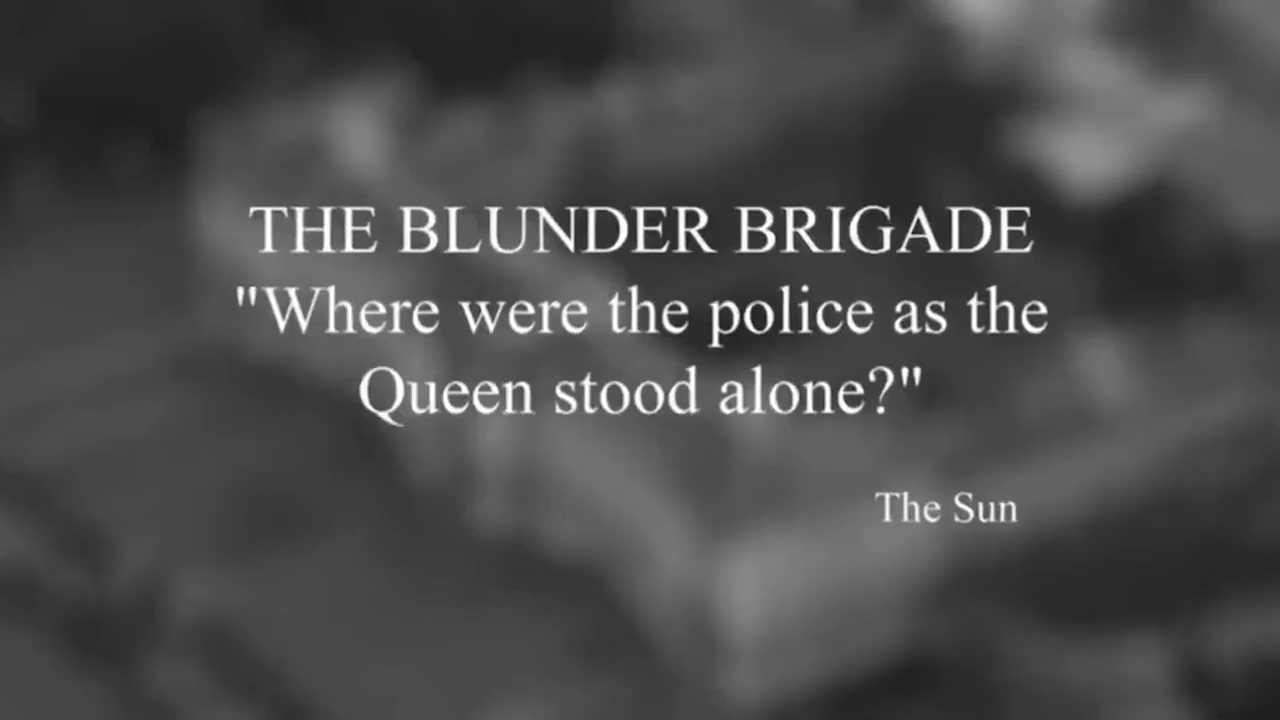 THE BLUNDER BRIGADE
"Where were the police as the
Queen stood alone?"
The Sun